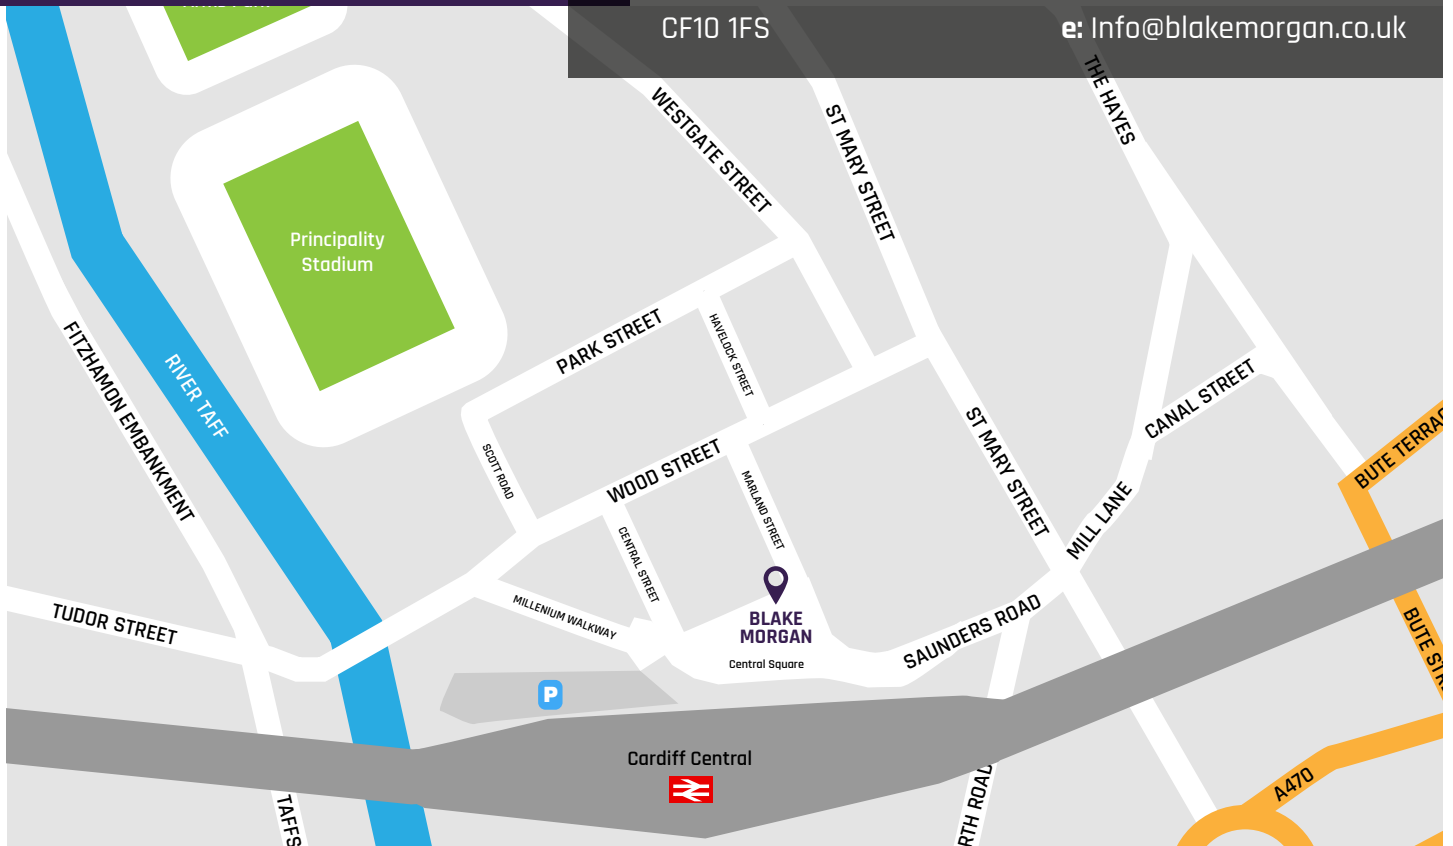 CF10 1FS
e: Info@blakemorgan.co.uk
THE HAYES
WESTGATE STREET
ST MARY STREET
Principality
Stadium
PARK STREET
HAVELOCK STREET
FITZHAMON EMBANKMENT
RIVER TAFF
CANAL STREET
SCOTT ROAD
WOOD STREET
ST MARY STREET
MARLAND STREET
MILL LANE
CENTRAL STREET
MILLENIUM WALKWAY
TUDOR STREET
BLAKE
MORGAN
Central Square
SAUNDERS ROAD
P
Cardiff Central
A470
BUTE TERRAC
BUTE STR
TAFFS
RTH ROAD